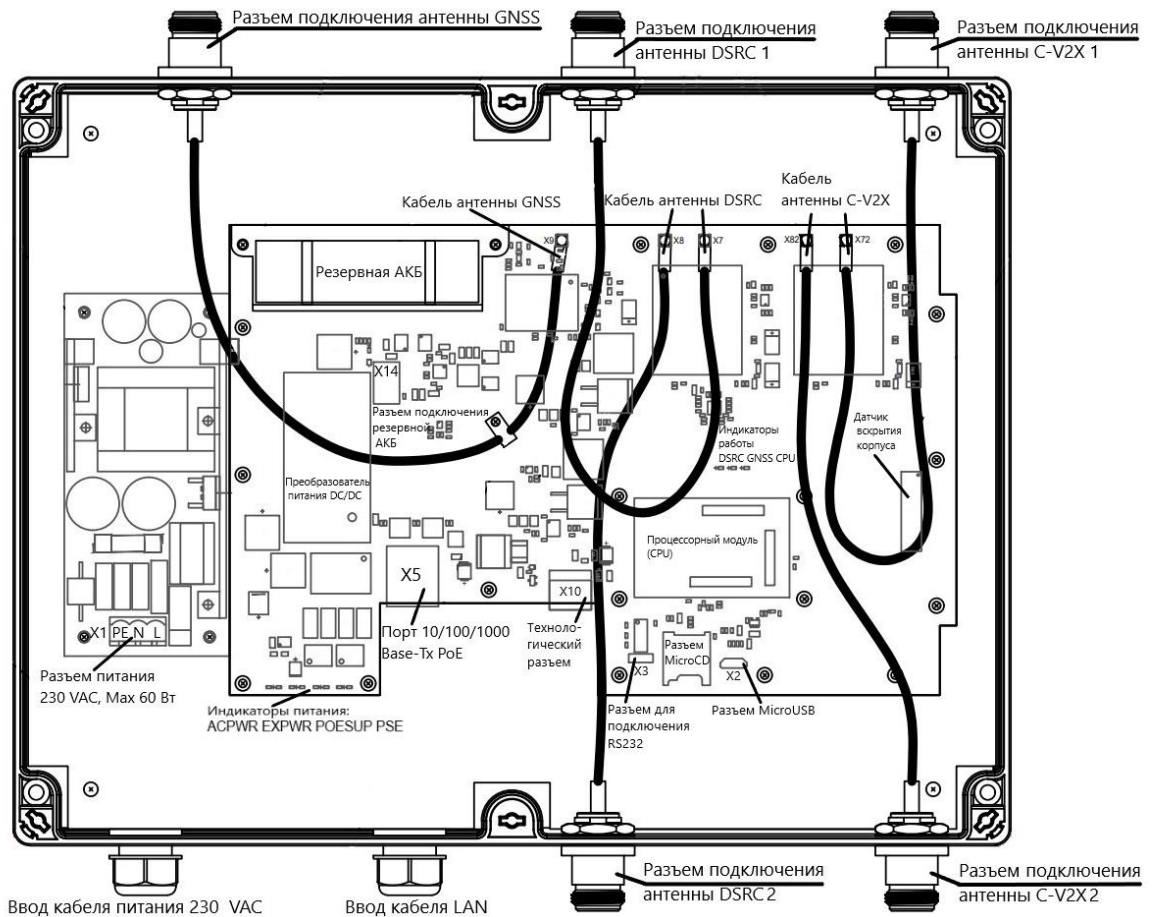 Разъем подключения антенны GNSS
Разъем подключения
антенны DSRC 1
Разъем подключения
антенны C-V2X 1
Кабель антенны GNSS
Кабель антенны DSRC
Кабель
антенны C-V2X
X9
X8
X7
X82
X72
Резервная АКБ
X14
Разъем подключения
резервной
АКБ
Преобразователь
питания DC/DC
Индикаторы
работы
DSRC GNSS CPU
Датчик
вскрытия
корпуса
Процессорный модуль
(CPU)
X5
X10
Порт 10/100/1000
Base-Tx PoE
Техноло-
гический
разъем
X1 PE N L
Разъем питания
230 VAC, Max 60 Вт
Разъем
MicroCD
X3
X2
Индикаторы питания:
ACPWR EXPWR POESUP PSE
Разъем для
подключения
RS232
Разъем MicroUSB
Разъем подключения
антенны DSRC 2
Разъем подключения
антенны C-V2X 2
Ввод кабеля питания 230 VAC
Ввод кабеля LAN